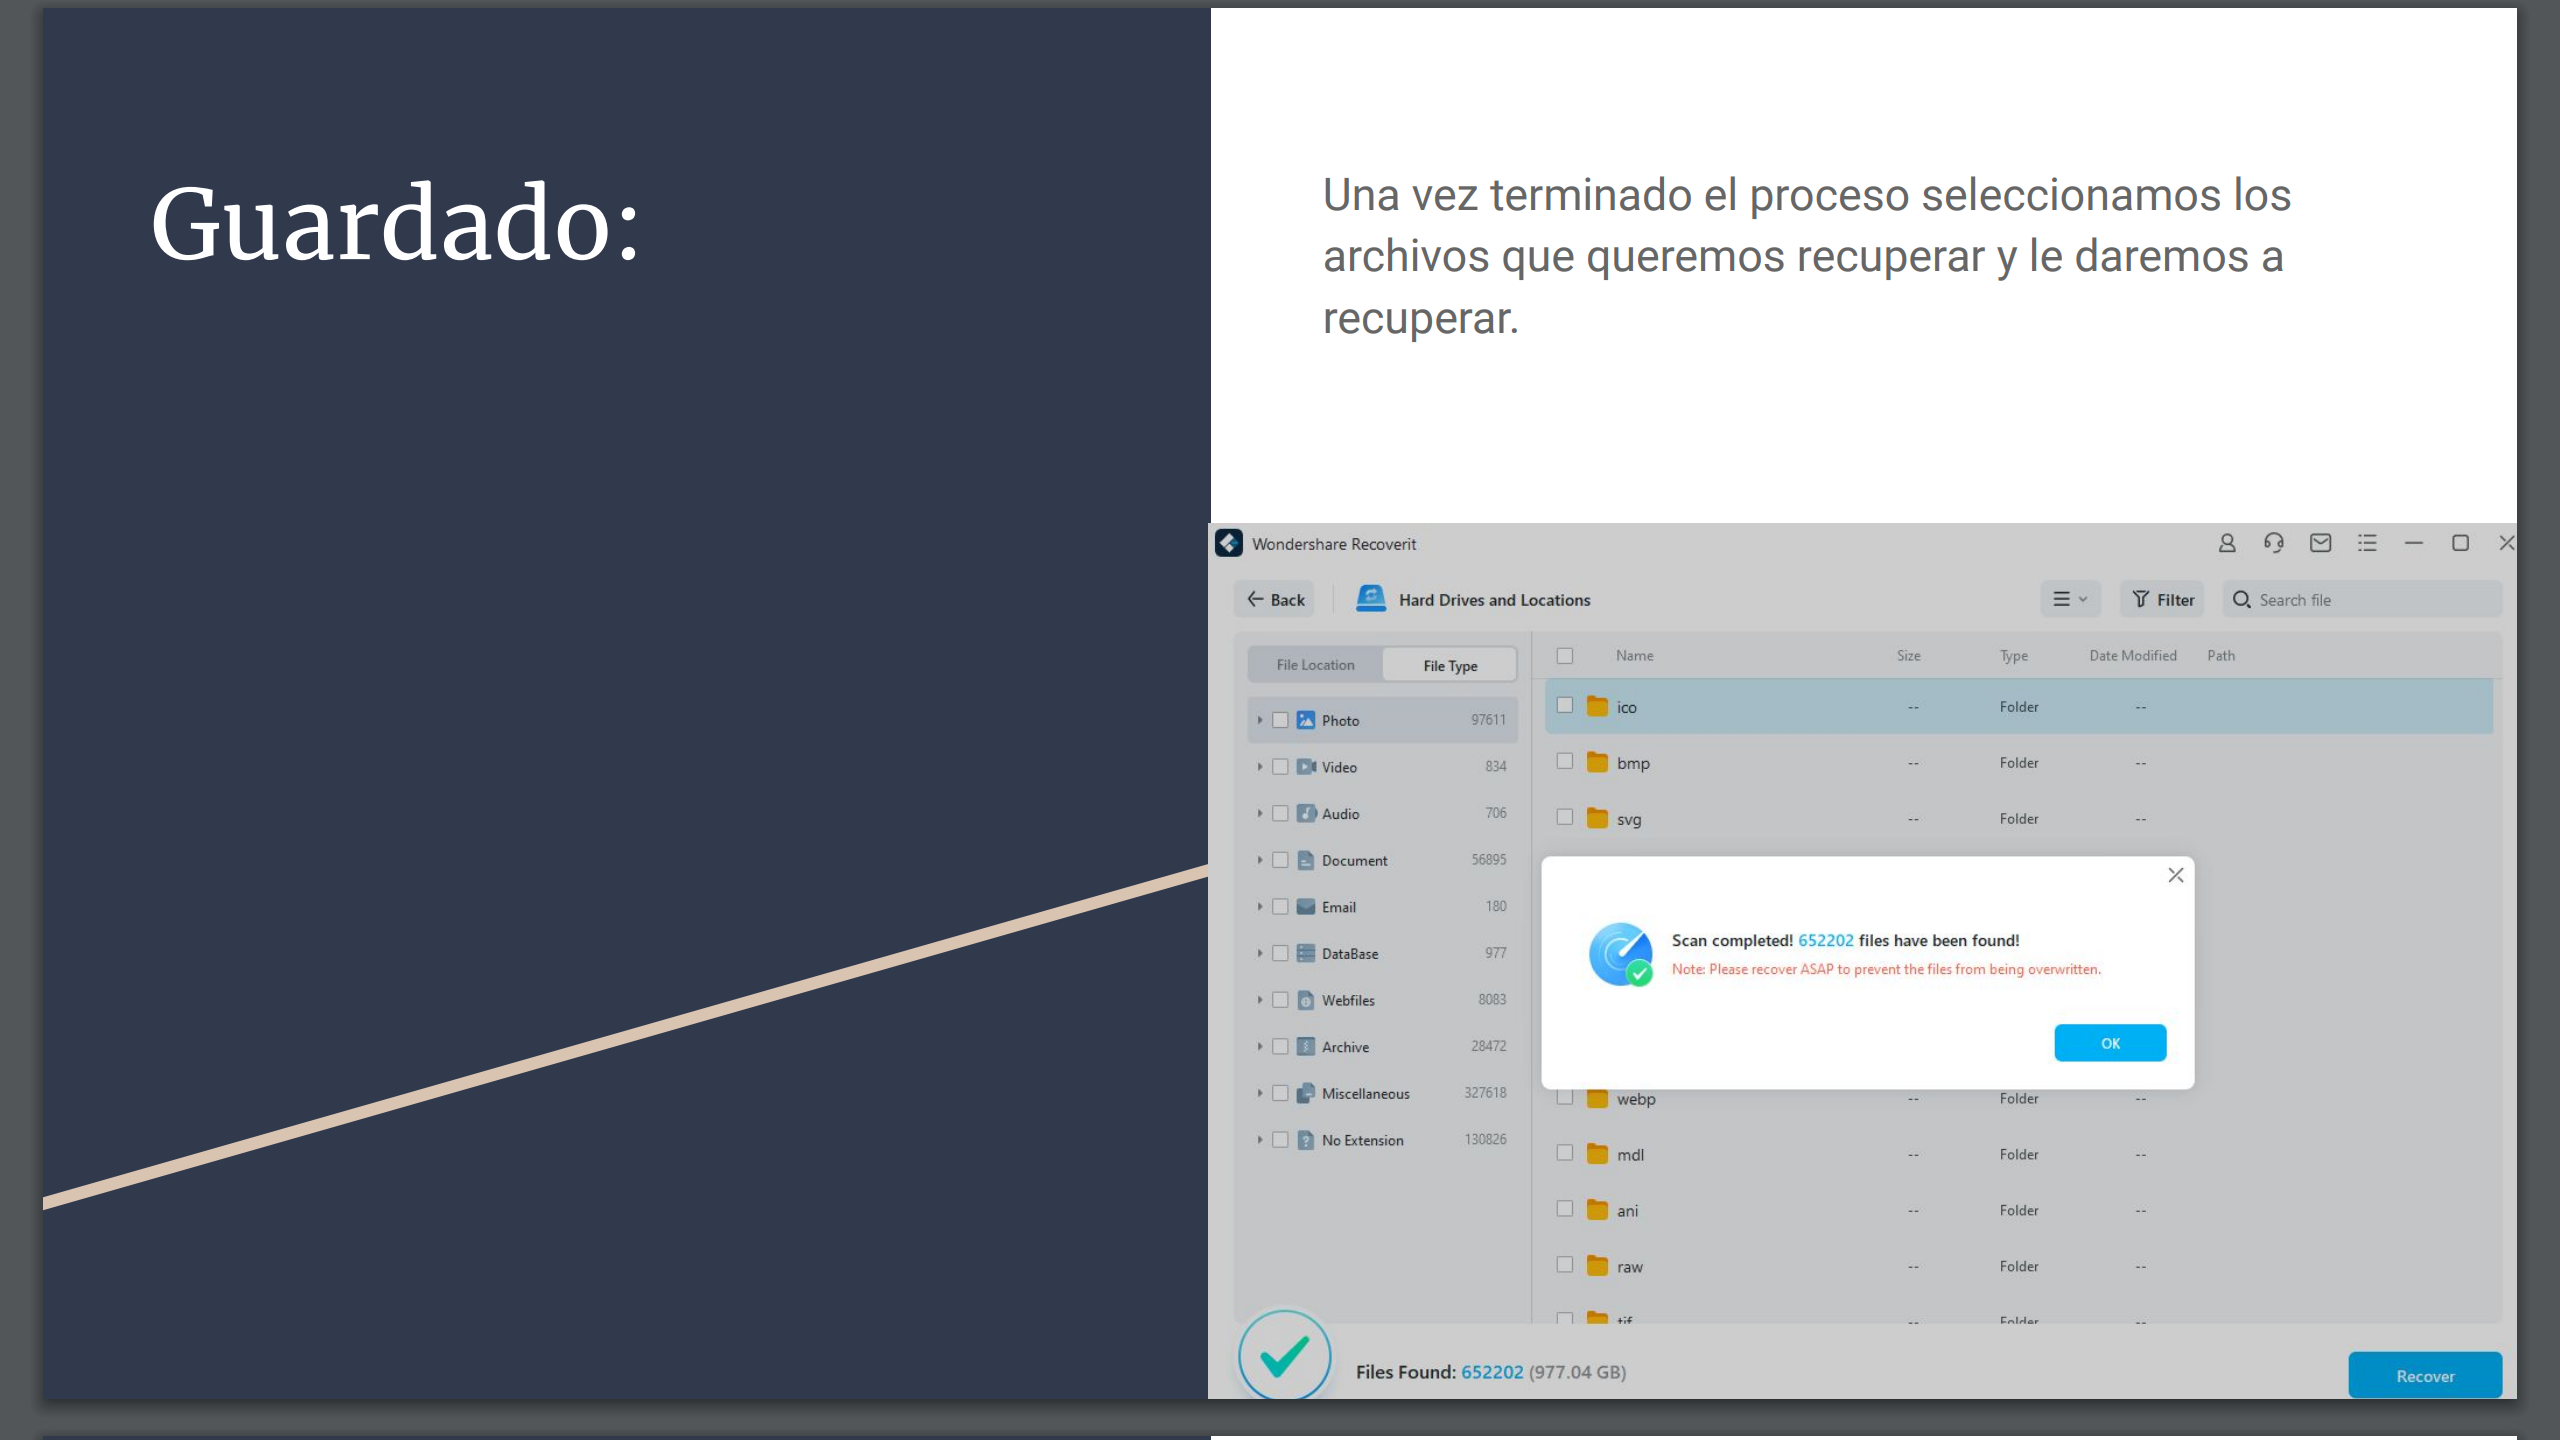 Guardado:
Una vez terminado el proceso seleccionamos los
archivos que queremos recuperar y le daremos a
recuperar.
Wondershare Recoverit
Back
Hard Drives and Locations
Filter
Search file
File Location
File Type
Name Size Type Date Modified Path
Photo 97611
Video 834
Audio 706
Document 56895
Email 180
DataBase 977
Webfiles 8083
Archive 28472
Miscellaneous 327618
No Extension 130826
ico -- Folder --
bmp -- Folder --
svg -- Folder --
Scan completed! 652202 files have been found!
Note: Please recover ASAP to prevent the files from being overwritten.
OK
webp -- Folder --
mdl -- Folder --
ani -- Folder --
raw -- Folder --
tif -- Folder --
Files Found: 652202 (977.04 GB)
Recover